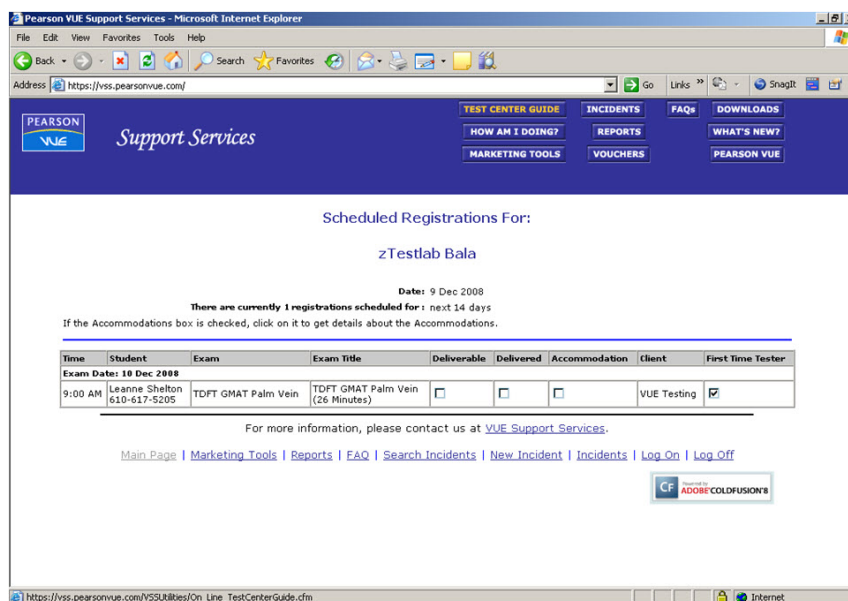 Pearson VUE Support Services - Microsoft Internet Explorer
File Edit View Favorites Tools Help
Back Search Favorites
Address https://vss.pearsonvue.com/ Go Links » SnagIt
PEARSON
VUE
Support Services
TEST CENTER GUIDE INCIDENTS FAQs DOWNLOADS
HOW AM I DOING? REPORTS WHAT'S NEW?
MARKETING TOOLS VOUCHERS PEARSON VUE
Scheduled Registrations For:
zTestlab Bala
Date: 9 Dec 2008
There are currently 1 registrations scheduled for : next 14 days
If the Accommodations box is checked, click on it to get details about the Accommodations.
Time Student Exam Exam Title Deliverable Delivered Accommodation Client First Time Tester
Exam Date: 10 Dec 2008
9:00 AM Leanne Shelton TDFT GMAT Palm Vein TDFT GMAT Palm Vein VUE Testing
610-617-5205 (26 Minutes)
For more information, please contact us at VUE Support Services.
Main Page | Marketing Tools | Reports | FAQ | Search Incidents | New Incident | Incidents | Log On | Log Off
CF Powered by
ADOBE COLDFUSION 8
https://vss.pearsonvue.com/VSSUtilities/On_Line_TestCenterGuide.cfm Internet